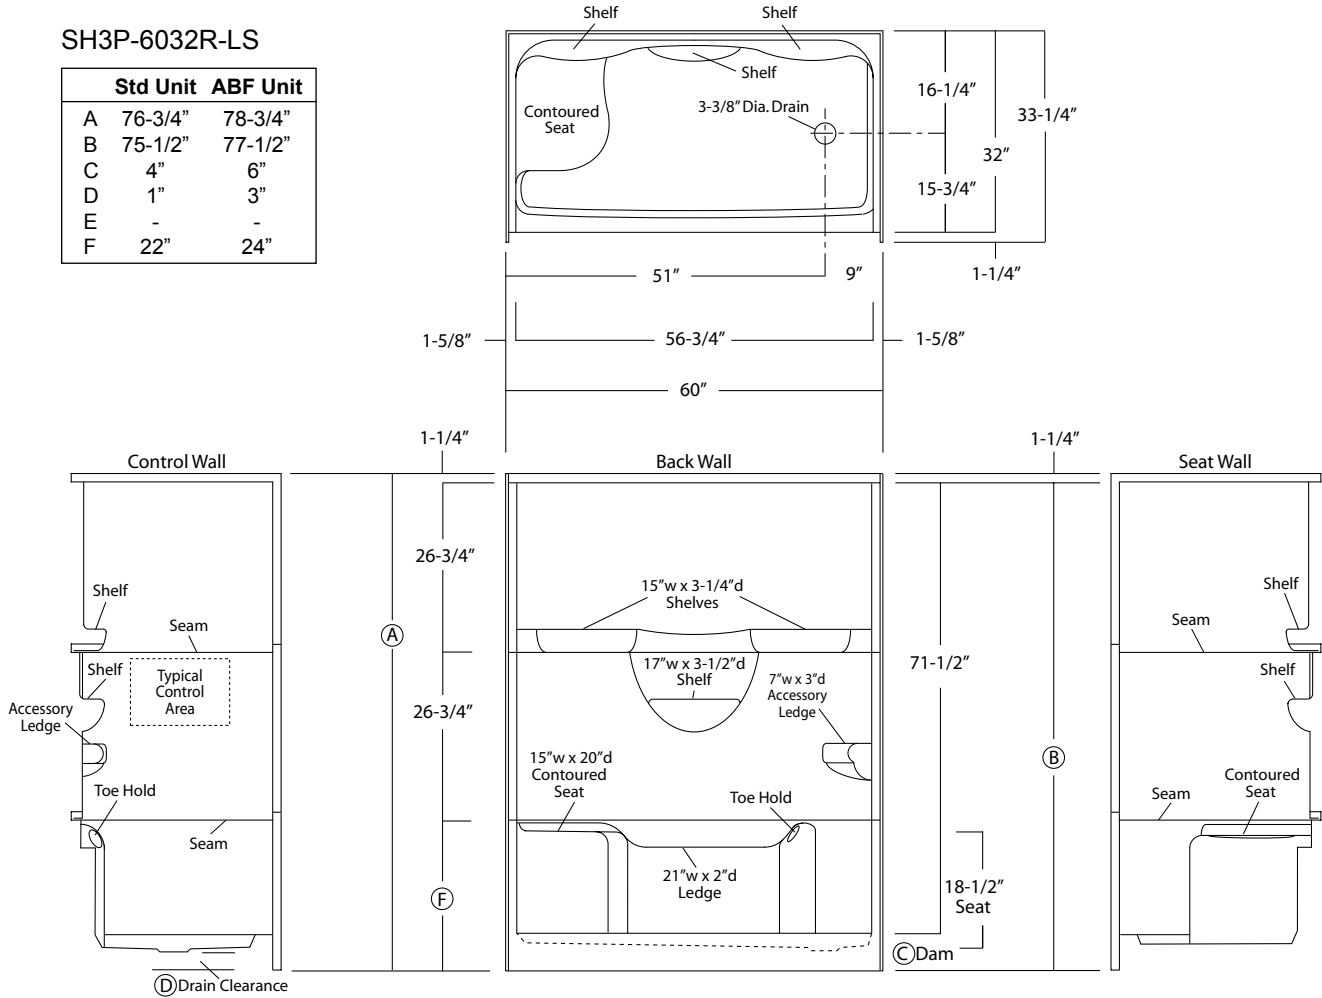 SH3P-6032R-LS
Std Unit ABF Unit
A 76-3/4” 78-3/4”
B 75-1/2” 77-1/2”
C 4” 6”
D 1” 3”
E - -
F 22” 24”
Shelf
Shelf
Shelf
Contoured
Seat
3-3/8” Dia. Drain
16-1/4”
33-1/4”
32”
15-3/4”
1-1/4”
51”
9”
1-5/8”
56-3/4”
1-5/8”
60”
1-1/4”
1-1/4”
Control Wall
Back Wall
Seat Wall
Shelf
Seam
Shelf
Typical
Control
Area
Accessory
Ledge
Toe Hold
Seam
D Drain Clearance
A
26-3/4”
26-3/4”
F
15”w x 3-1/4”d
Shelves
17”w x 3-1/2”d
Shelf
7”w x 3”d
Accessory
Ledge
15”w x 20”d
Contoured
Seat
Toe Hold
21”w x 2”d
Ledge
71-1/2”
18-1/2”
Seat
C Dam
B
Shelf
Seam
Shelf
Contoured
Seat
Seam